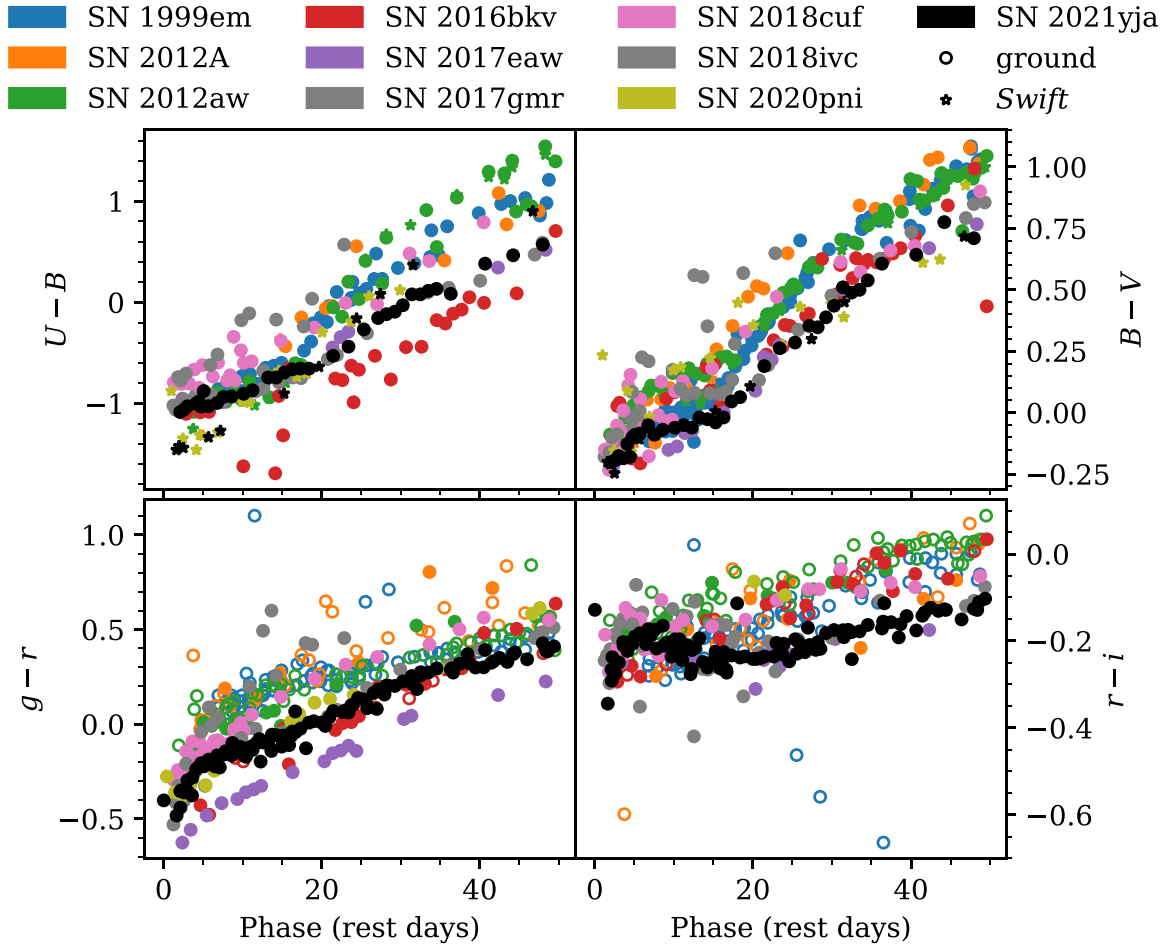 SN 1999em SN 2016bkv SN 2018cuf SN 2021yja
SN 2012A SN 2017eaw SN 2018ivc ground
SN 2012aw SN 2017gmr SN 2020pni Swift
1
0
−1
U − B
1.00
0.75
0.50
0.25
0.00
−0.25
B − V
1.0
0.5
0.0
−0.5
g − r
0.0
−0.2
−0.4
−0.6
r − i
0 20 40 0 20 40
Phase (rest days) Phase (rest days)